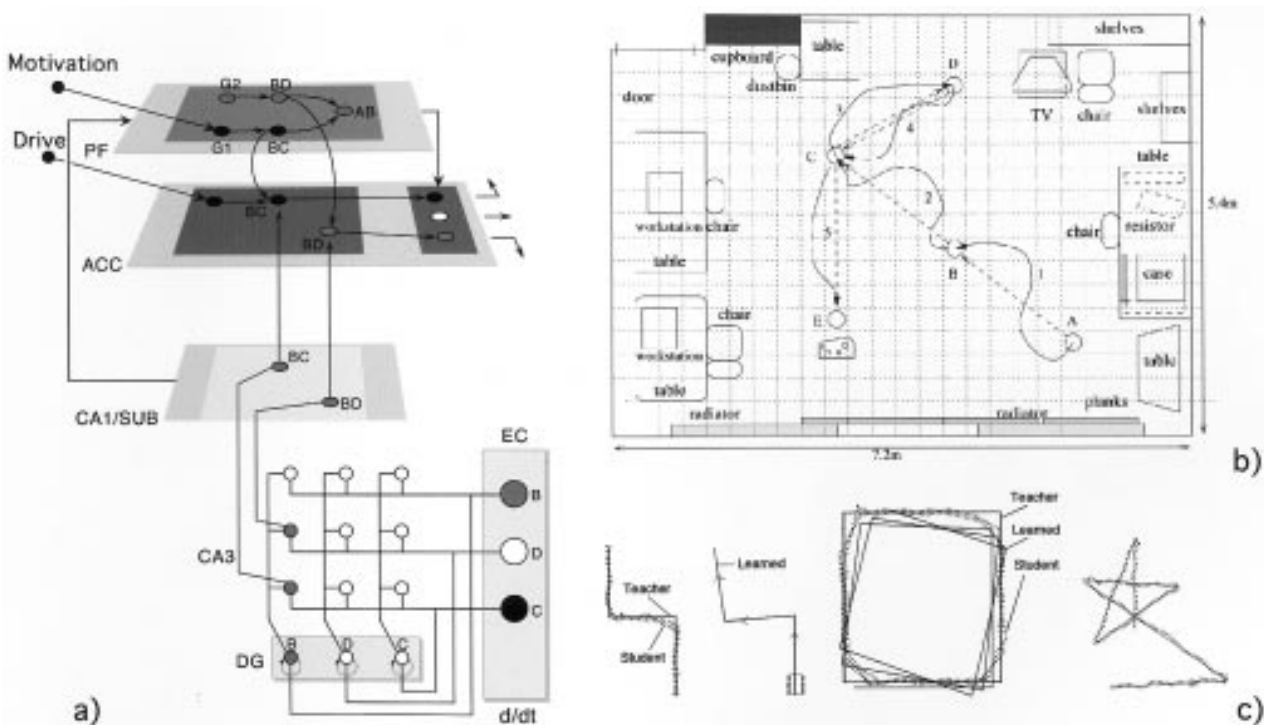 Motivation
G2
BD
AB
Drive
PF
G1
BC
BC
BD
ACC
BC
BD
CA1/SUB
EC
B
D
CA3
C
B
D
C
DG
d/dt
a)
shelves
cupboard
table
dustbin
D
door
TV
chair
shelves
3
4
C
table
2
5.4m
workstation
chair
chair
resistor
5
table
B
1
case
chair
E
A
workstation
table
table
planks
radiator
radiator
7.2m
b)
Teacher
Learned
Learned
Student
Teacher
Student
c)